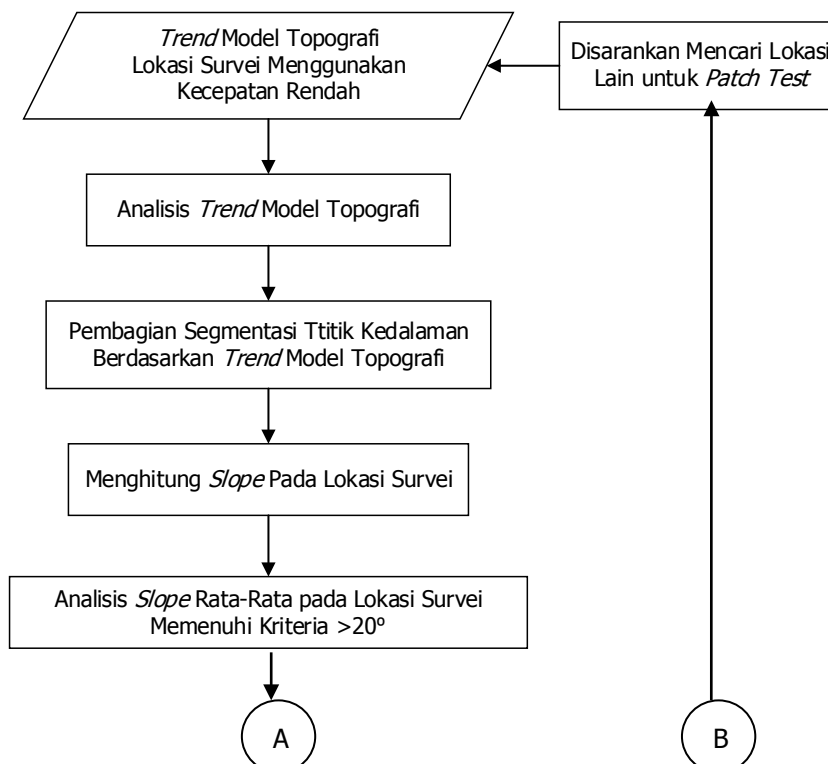 Trend Model Topografi
Lokasi Survei Menggunakan
Kecepatan Rendah
Disarankan Mencari Lokasi
Lain untuk Patch Test
Analisis Trend Model Topografi
Pembagian Segmentasi Ttitik Kedalaman
Berdasarkan Trend Model Topografi
Menghitung Slope Pada Lokasi Survei
Analisis Slope Rata-Rata pada Lokasi Survei
Memenuhi Kriteria >20º
A
B